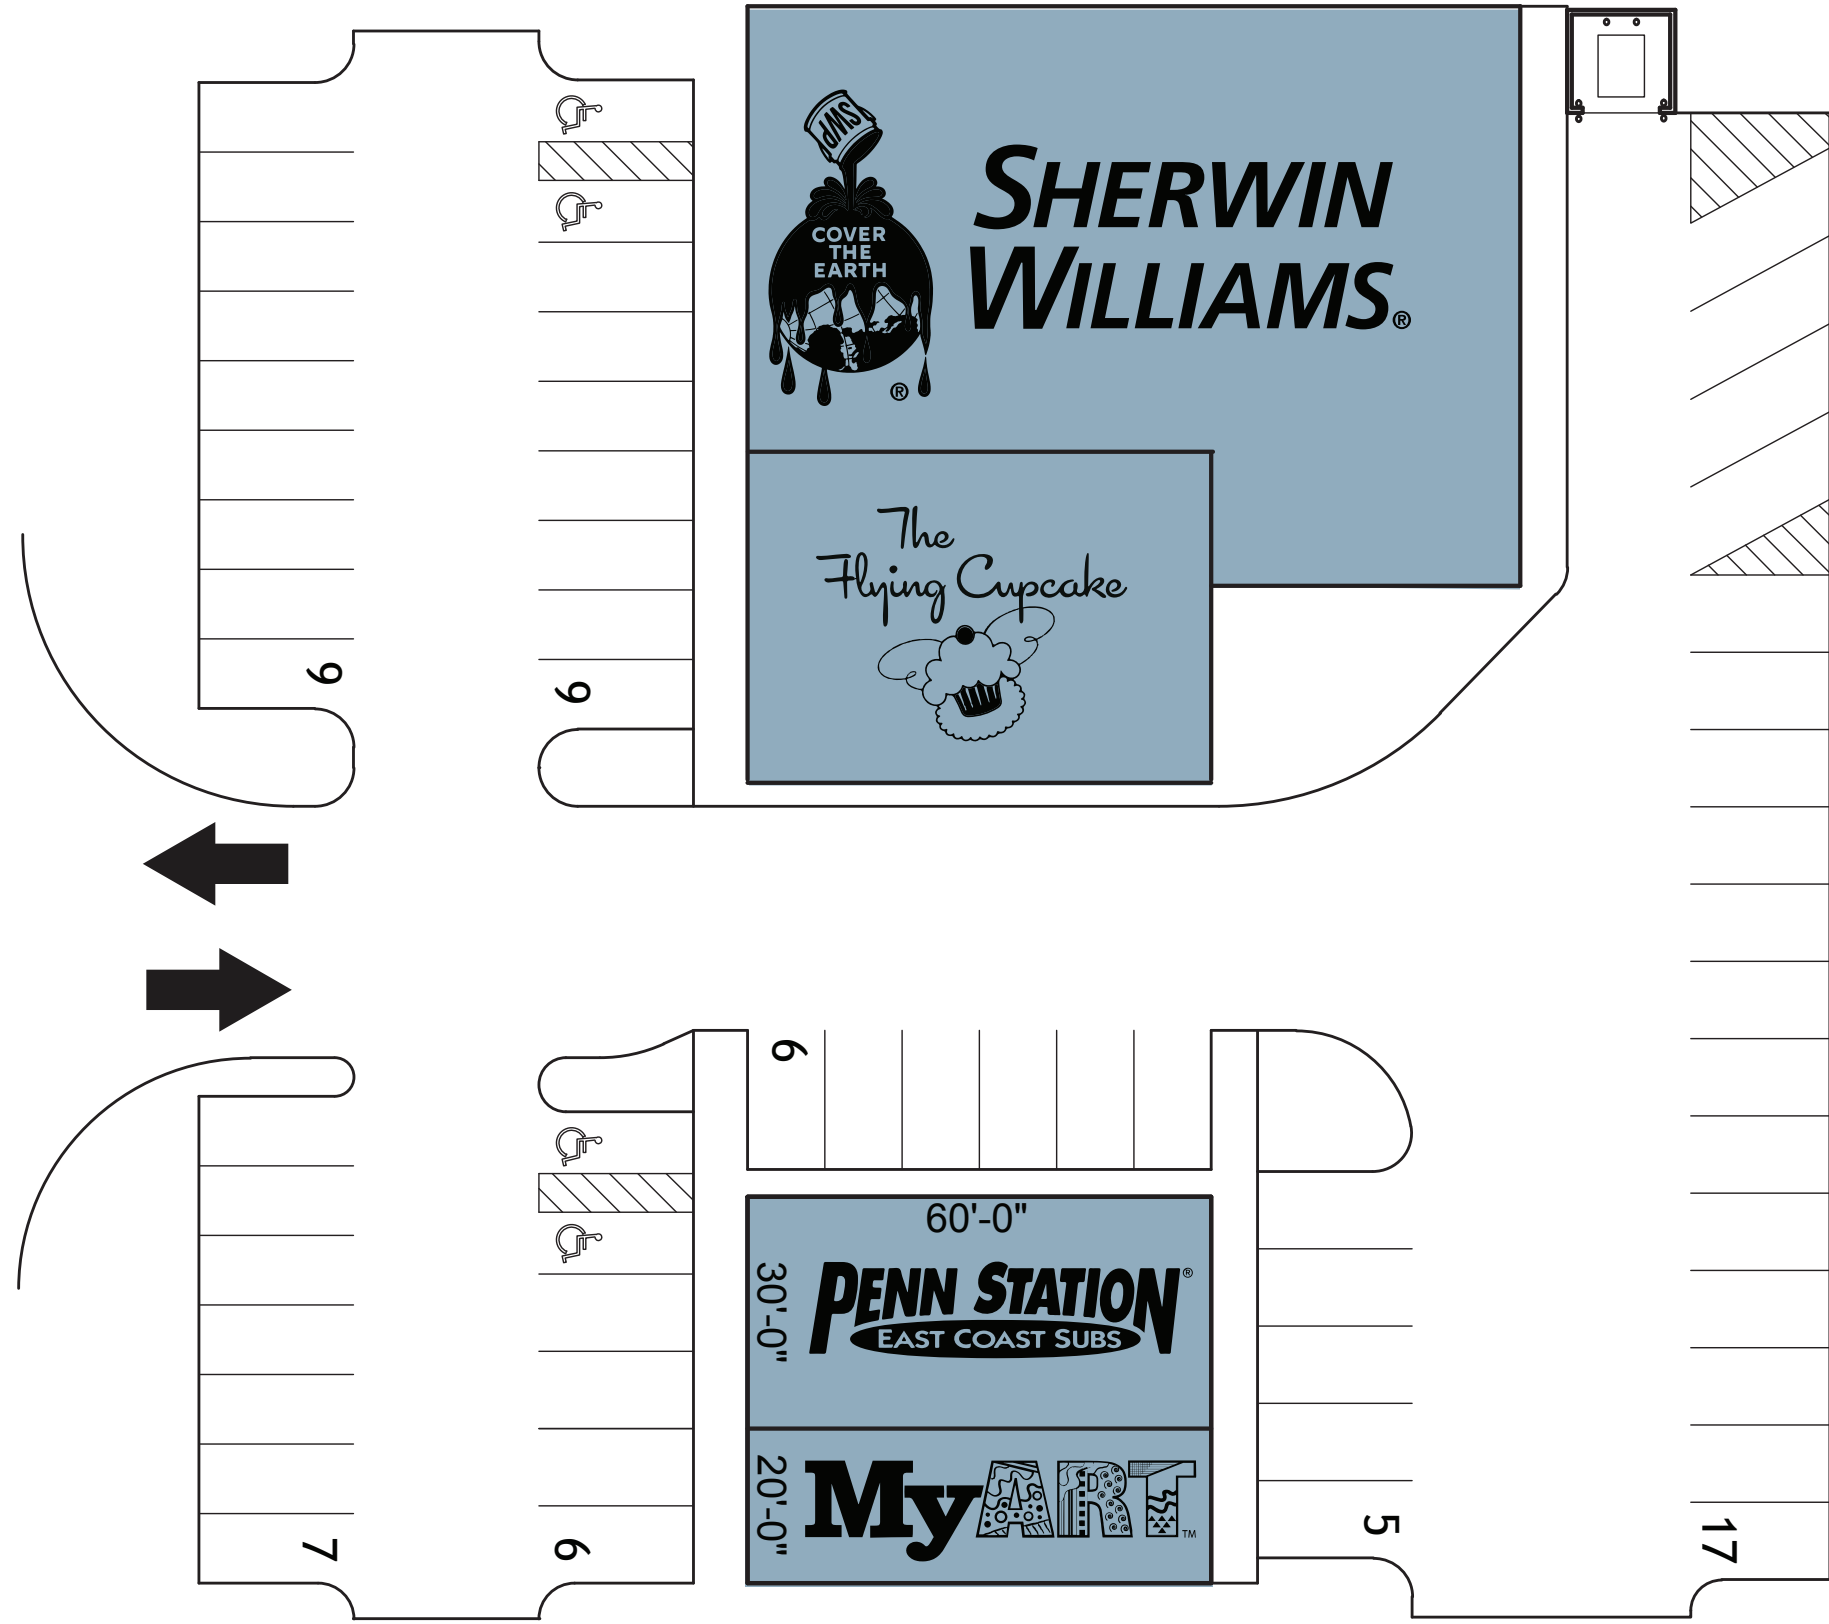 SWP
COVER
THE
EARTH
®
SHERWIN
WILLIAMS®
The
Flying Cupcake
9
9
6
60'-0"
30'-0"
PENN STATION®
EAST COAST SUBS
20'-0"
MyART™
7
6
5
17